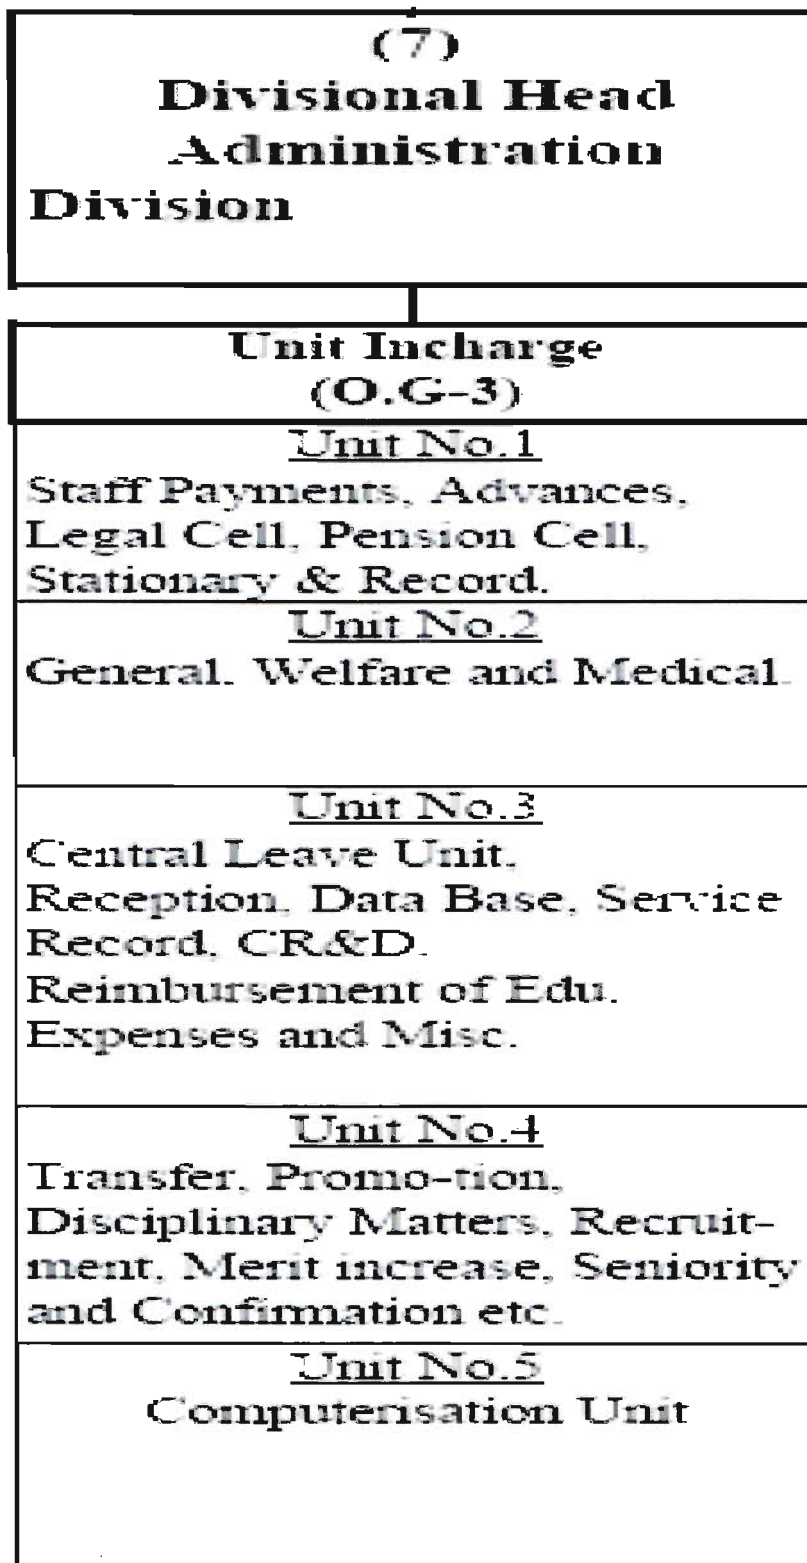 (7)
Divisional Head
Administration
Division
Unit Incharge
(O.G-3)
Unit No.1
Staff Payments, Advances,
Legal Cell, Pension Cell,
Stationary & Record.
Unit No.2
General, Welfare and Medical.
Unit No.3
Central Leave Unit,
Reception, Data Base, Service
Record, CR&D.
Reimbursement of Edu.
Expenses and Misc.
Unit No.4
Transfer, Promo-tion,
Disciplinary Matters, Recruit-
ment, Merit increase, Seniority
and Confirmation etc.
Unit No.5
Computerisation Unit